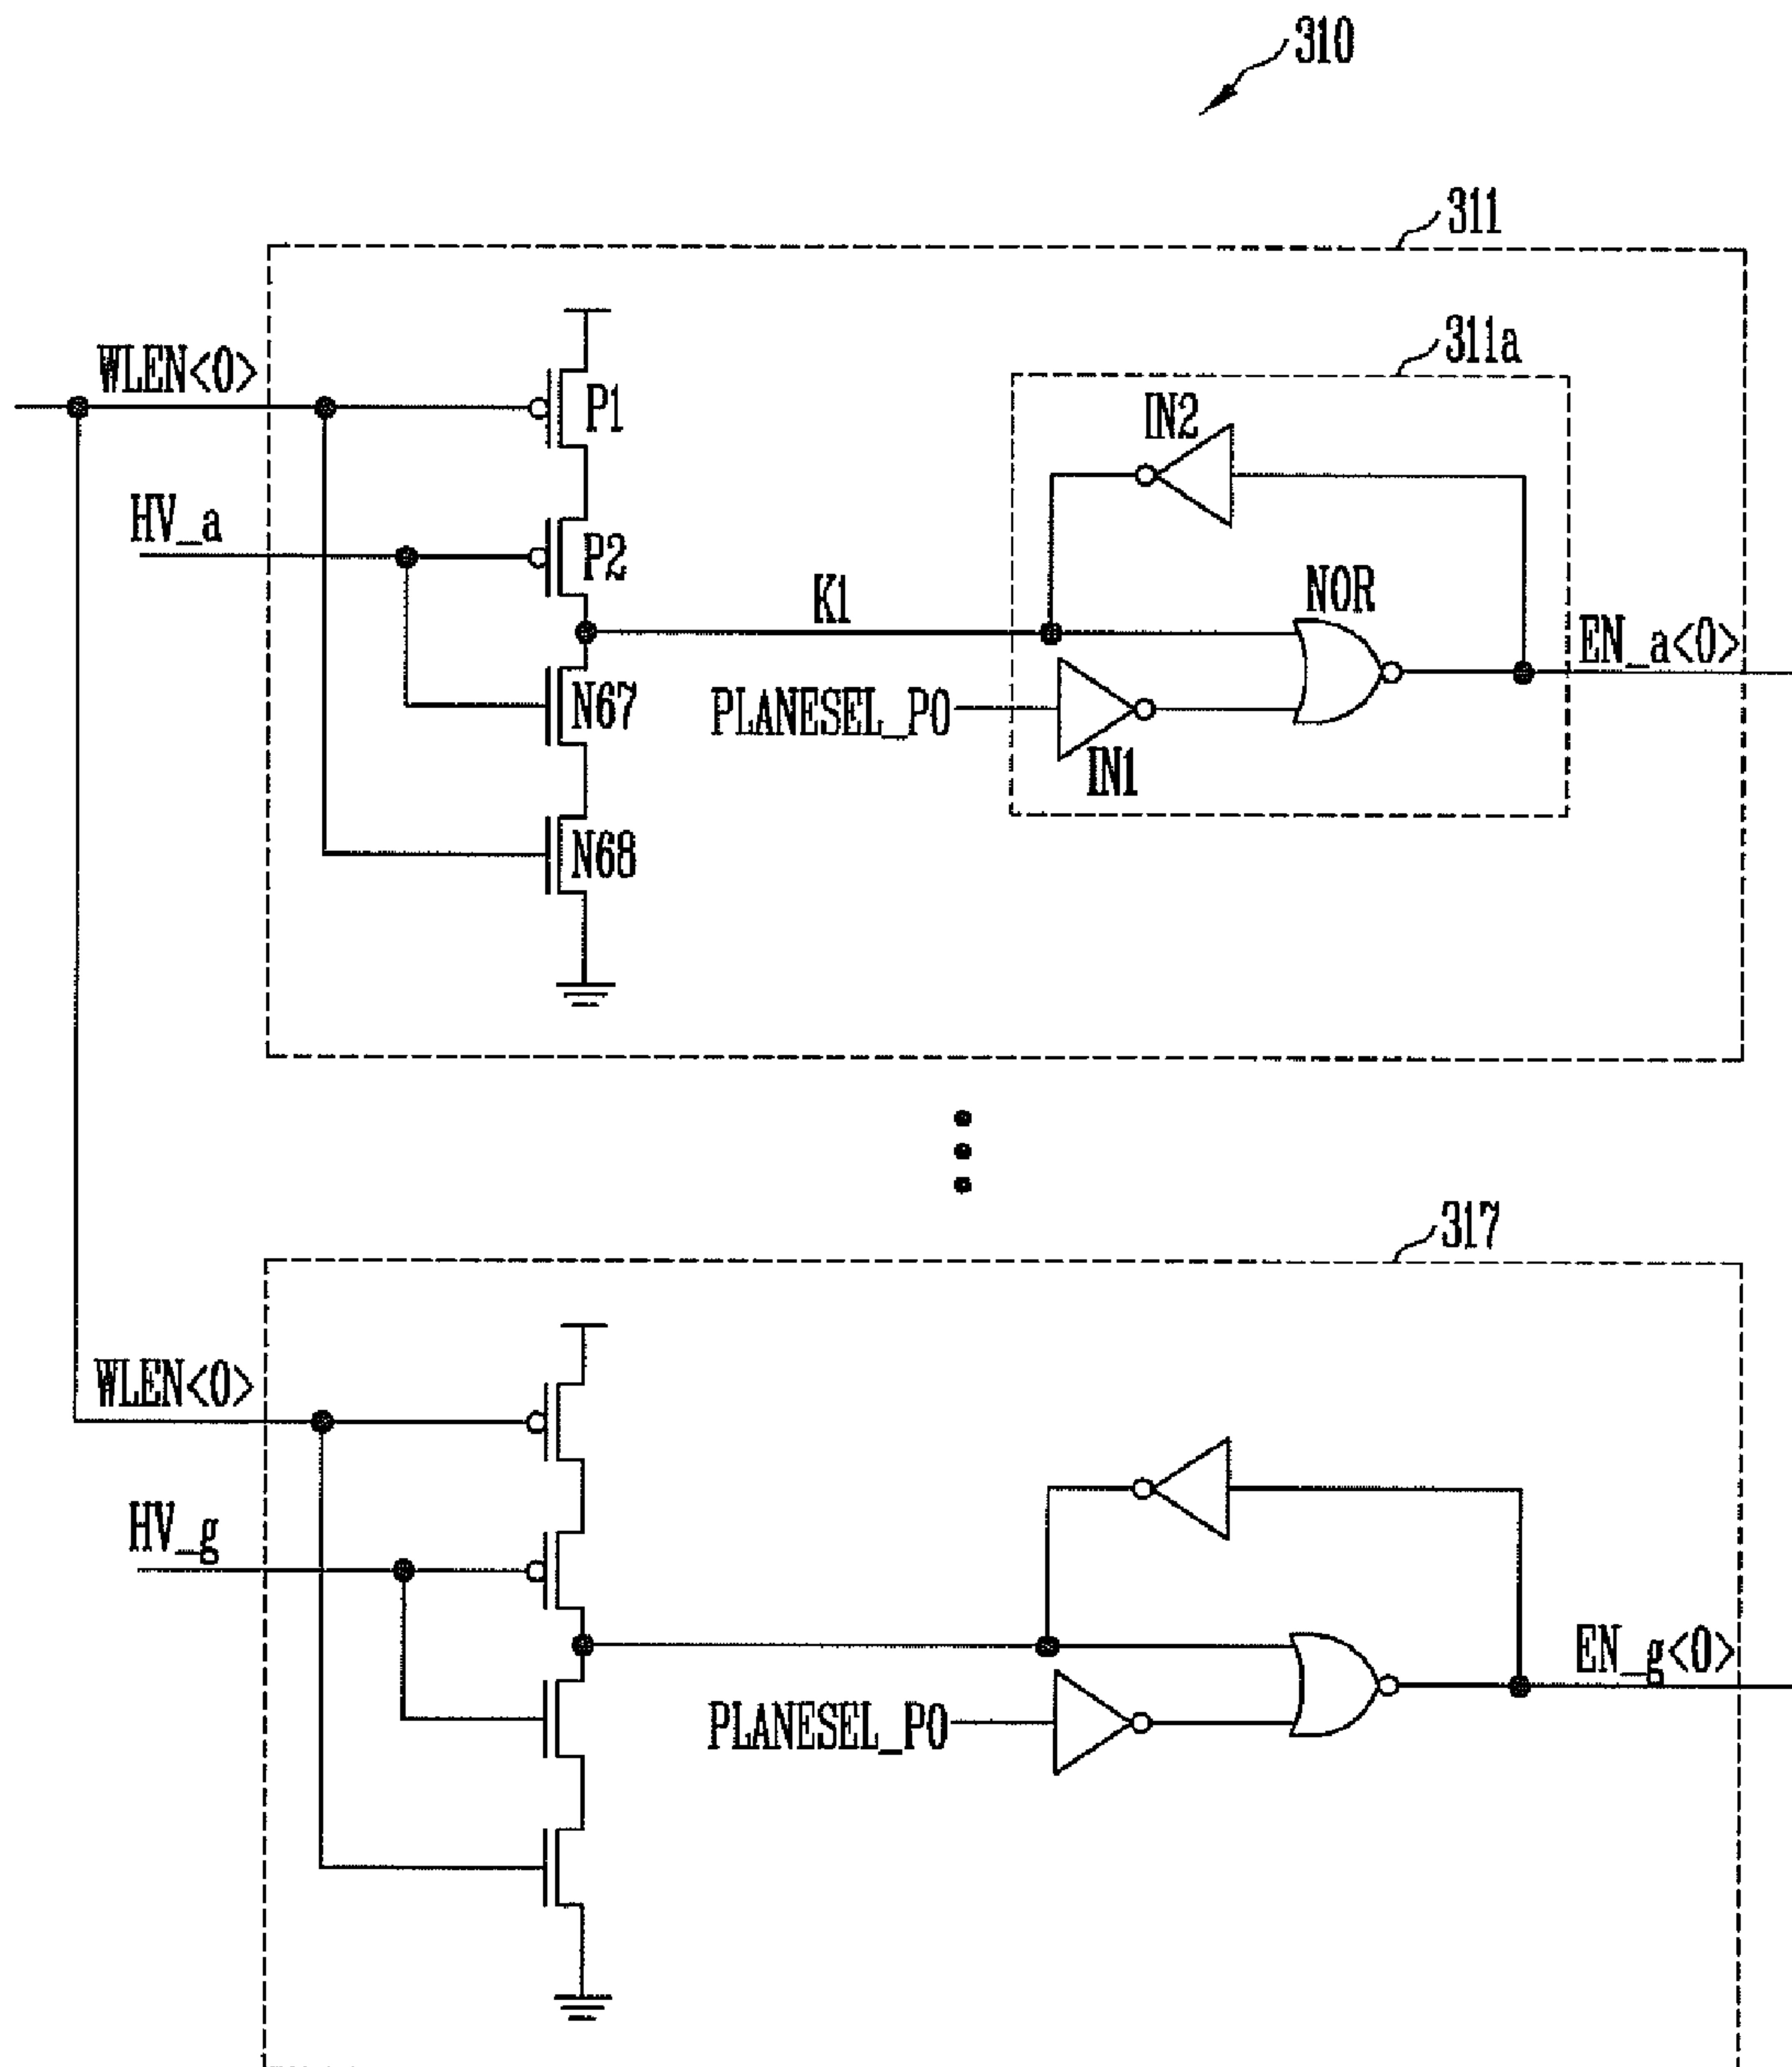 310
311
WLEN<0>
P1
311a
IN2
HV_a
P2
K1
NOR
EN_a<0>
N67
PLANESEL_P0
IN1
N68
317
WLEN<0>
HV_g
EN_g<0>
PLANESEL_P0